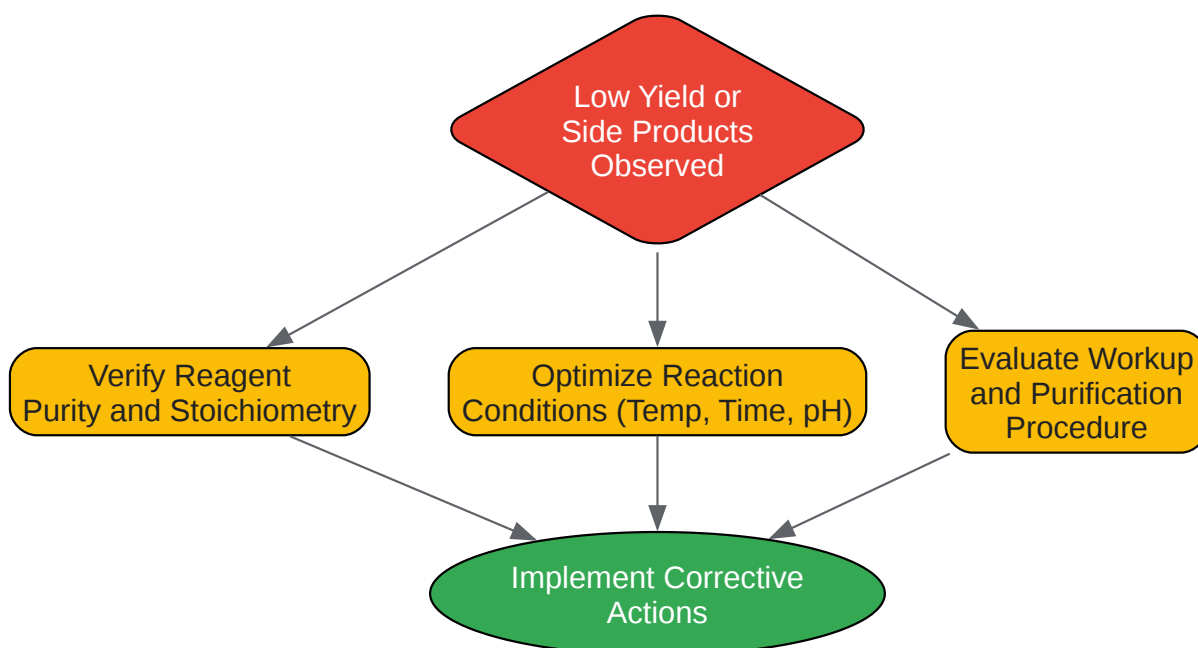 Low Yield or
Side Products
Observed
Verify Reagent
Purity and Stoichiometry
Optimize Reaction
Conditions (Temp, Time, pH)
Evaluate Workup
and Purification
Procedure
Implement Corrective
Actions